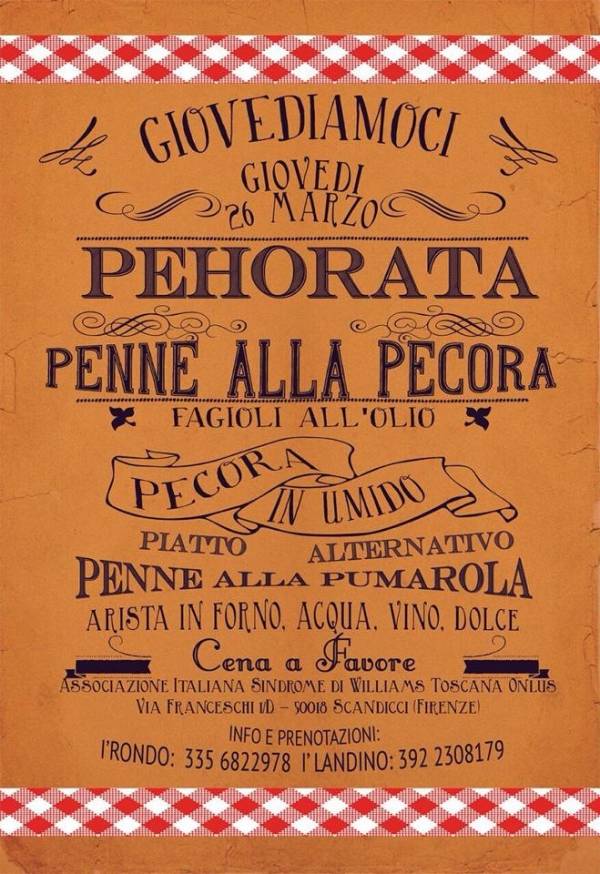 GIOVEDIAMOCI
GIOVEDI
26 MARZO
PEHORATA
PENNE ALLA PECORA
FAGIOLI ALL'OLIO
PECORA
IN UMIDO
PIATTO ALTERNATIVO
PENNE ALLA PUMAROLA
ARISTA IN FORNO, ACQUA, VINO, DOLCE
Cena a Favore
ASSOCIAZIONE ITALIANA SINDROME DI WILLIAMS TOSCANA ONLUS
VIA FRANCESCHI 1/D – 50018 SCANDICCI (FIRENZE)
INFO E PRENOTAZIONI:
I'RONDO: 335 6822978 I' LANDINO: 392 2308179